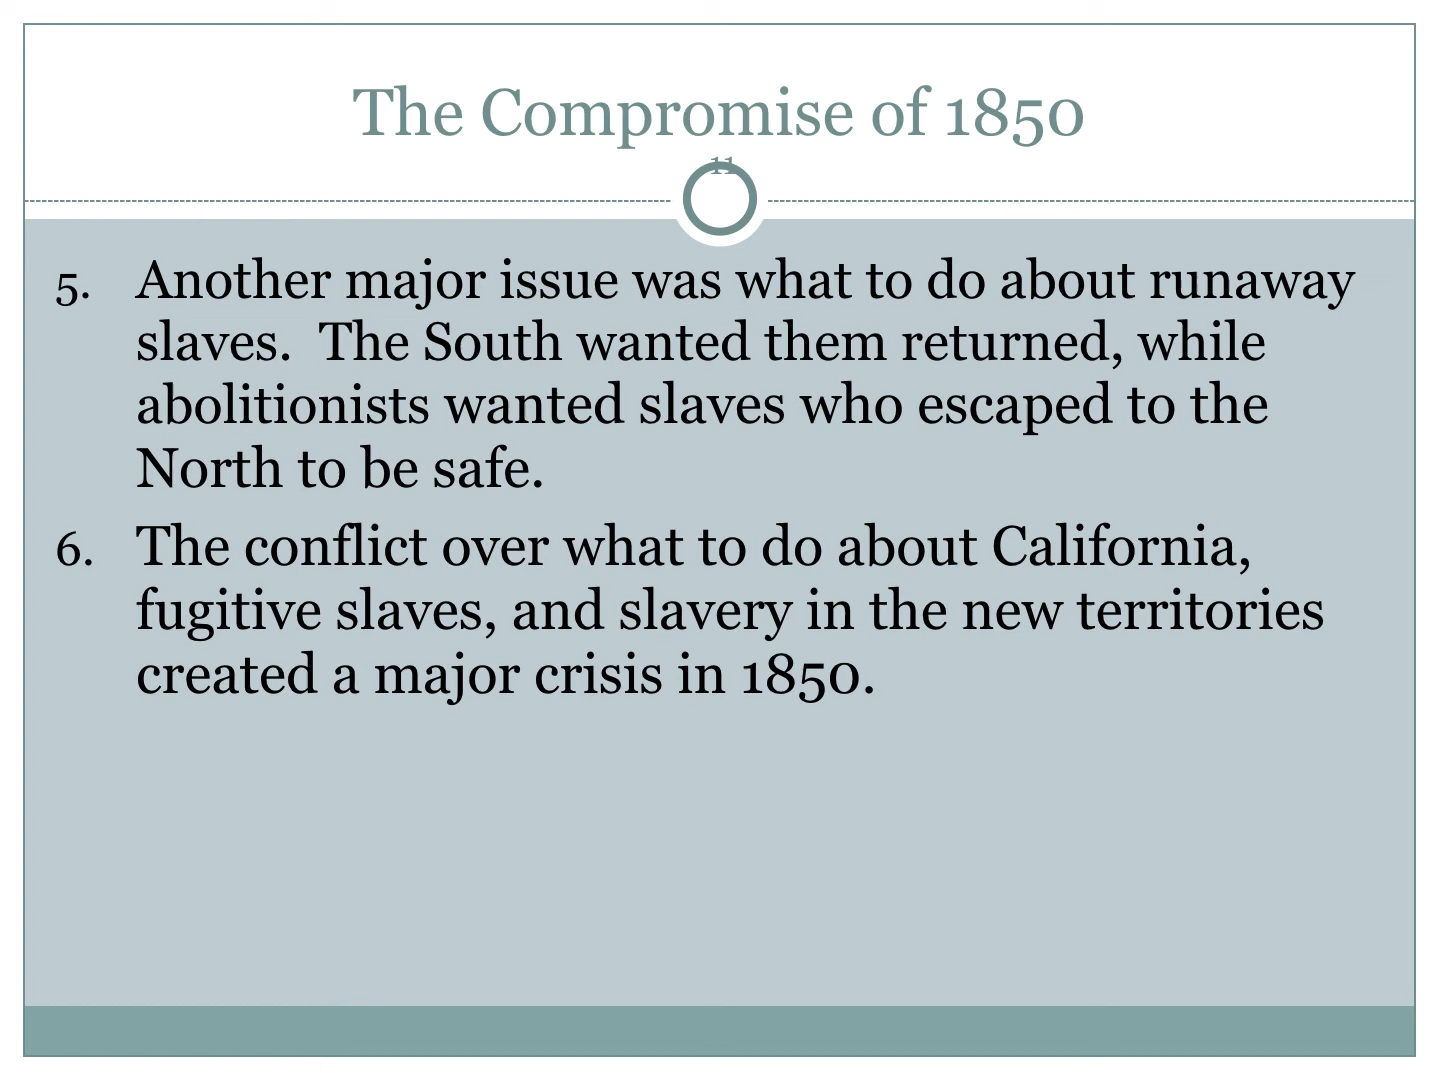 The Compromise of 1850
11
5. Another major issue was what to do about runaway
slaves.  The South wanted them returned, while
abolitionists wanted slaves who escaped to the
North to be safe.
6. The conflict over what to do about California,
fugitive slaves, and slavery in the new territories
created a major crisis in 1850.